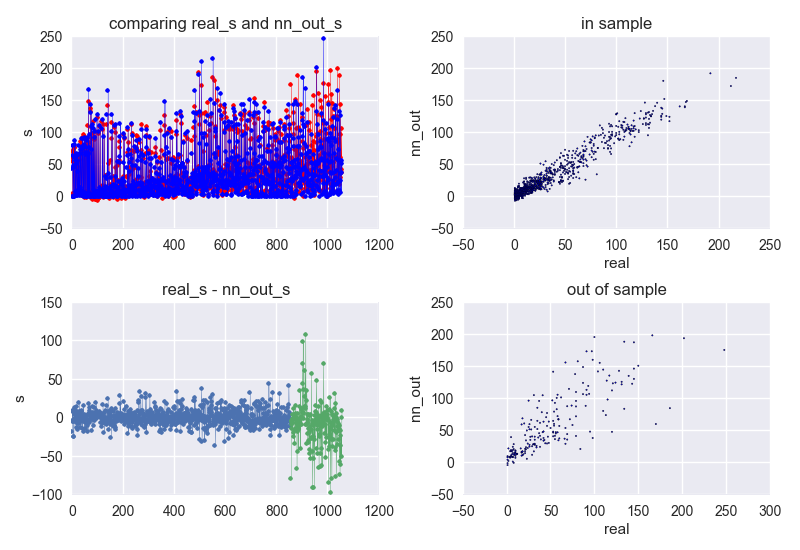 comparing real_s and nn_out_s
250
200
150
100
50
0
-50
s
0 200 400 600 800 1000 1200
in sample
250
200
150
100
50
0
-50
nn_out
-50 0 50 100 150 200 250
real
real_s - nn_out_s
150
100
50
0
-50
-100
s
0 200 400 600 800 1000 1200
out of sample
250
200
150
100
50
0
-50
nn_out
-50 0 50 100 150 200 250 300
real